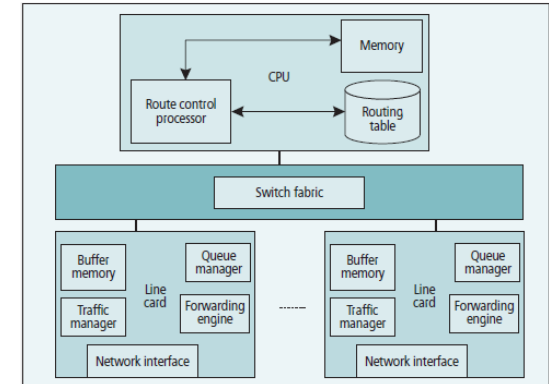 Memory
CPU
Route control
processor
Routing
table
Switch fabric
Buffer
memory
Queue
manager
Line
card
Traffic
manager
Forwarding
engine
Network interface
Buffer
memory
Queue
manager
Line
card
Traffic
manager
Forwarding
engine
Network interface